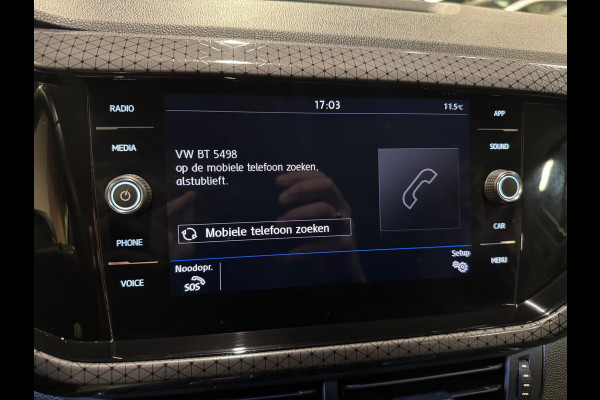 RADIO
MEDIA
PHONE
VOICE
17:03
11.5°C
VW BT 5498
op de mobiele telefoon zoeken,
alstublieft.
Mobiele telefoon zoeken
Noodopr.
SOS
Setup
APP
SOUND
CAR
MENU